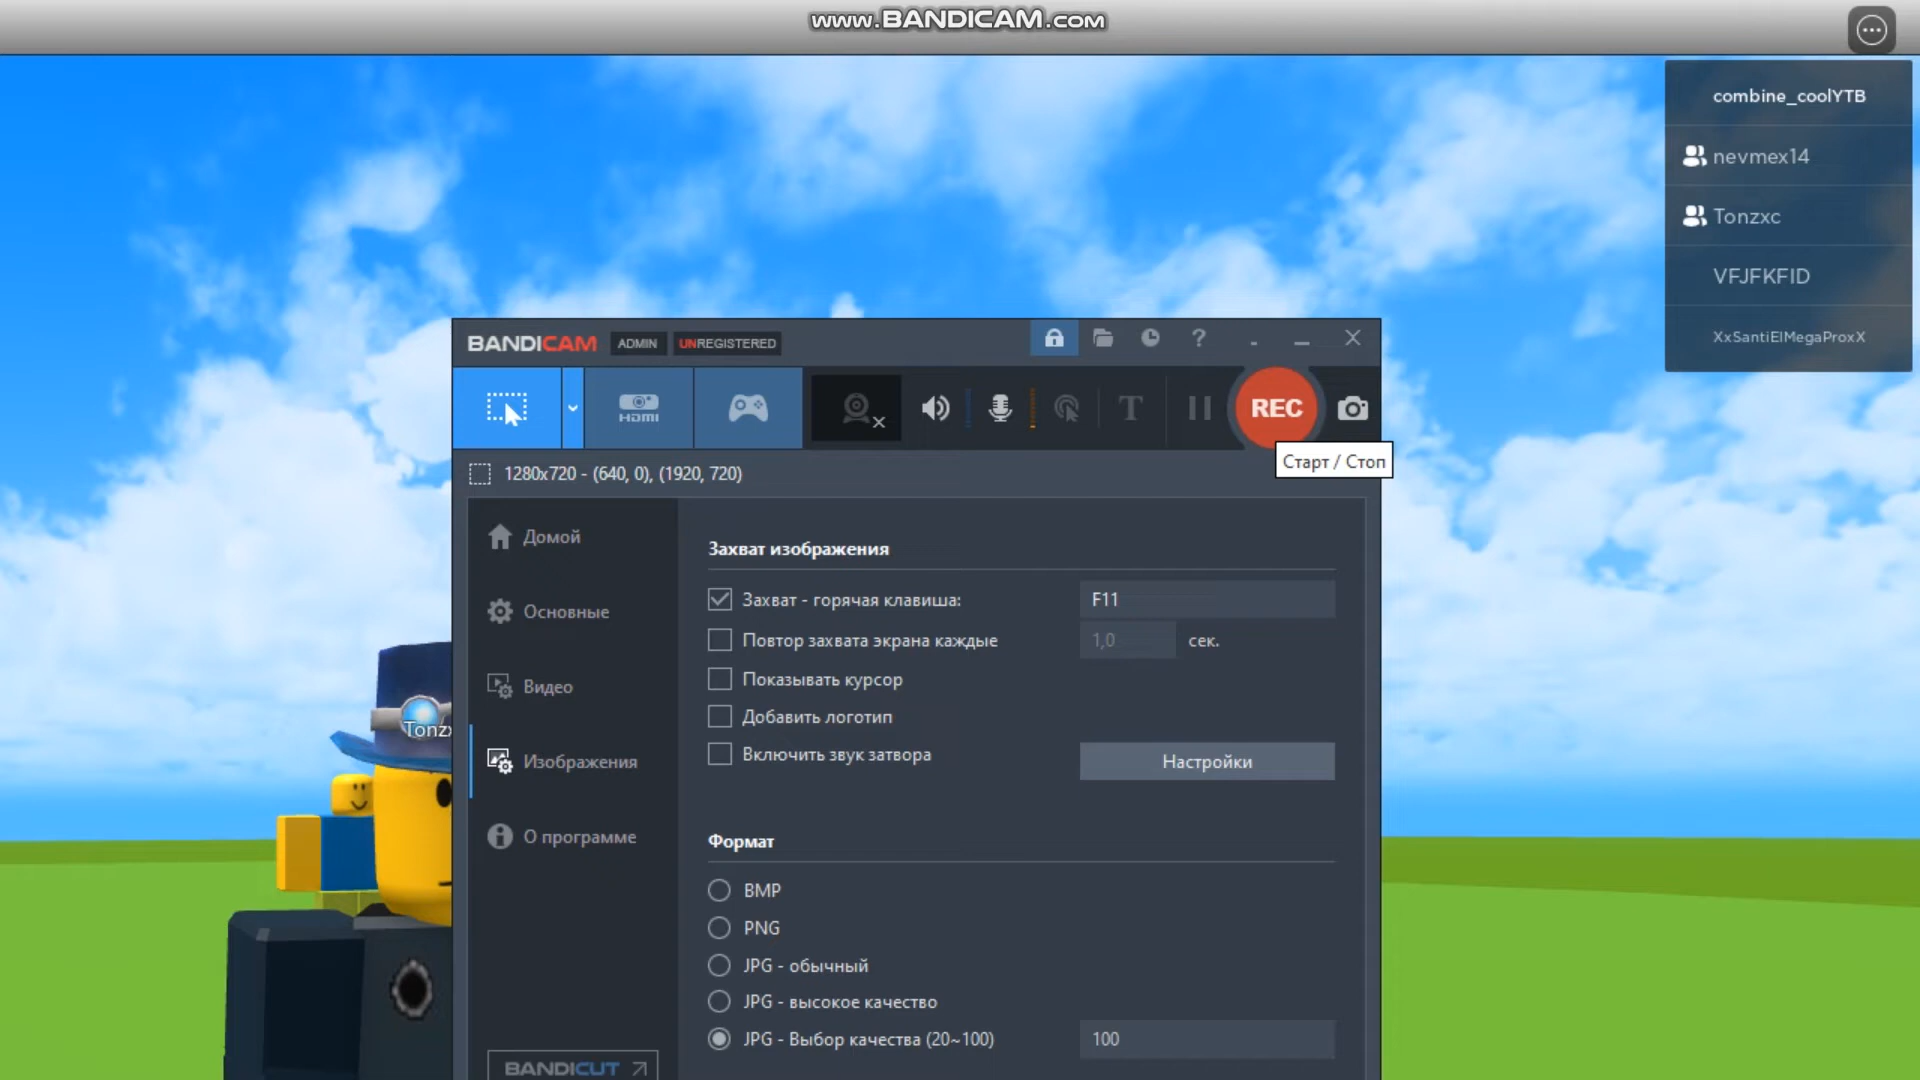 www.BANDICAM.com
combine_coolYTB
nevmex14
Tonzxc
VFJFKFID
XxSantiElMegaProxX
BANDICAM ADMIN UNREGISTERED ?
HDMI T REC
Старт / Стоп
1280x720 - (640, 0), (1920, 720)
Домой
Основные
Видео
Изображения
О программе
BANDICUT
Захват изображения
Захват - горячая клавиша: F11
Повтор захвата экрана каждые 1,0 сек.
Показывать курсор
Добавить логотип
Включить звук затвора Настройки
Формат
BMP
PNG
JPG - обычный
JPG - высокое качество
JPG - Выбор качества (20~100) 100
Tonzx